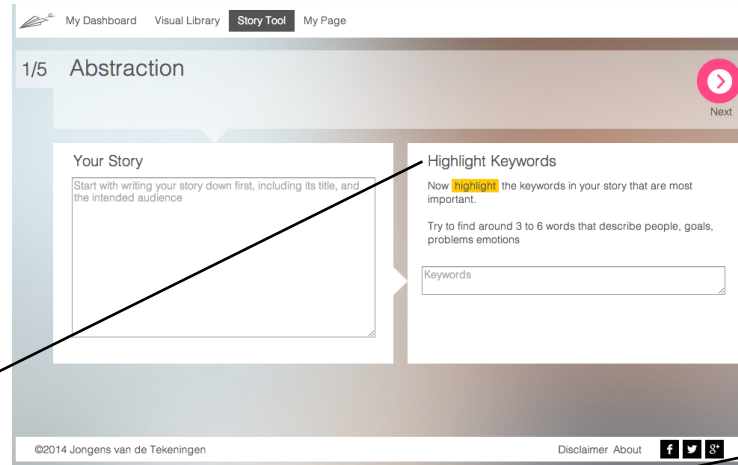 My Dashboard Visual Library Story Tool My Page
1/5 Abstraction
Next
Your Story
Start with writing your story down first, including its title, and
the intended audience
Highlight Keywords
Now highlight the keywords in your story that are most
important.
Try to find around 3 to 6 words that describe people, goals,
problems emotions
Keywords
©2014 Jongens van de Tekeningen
Disclaimer About f g+